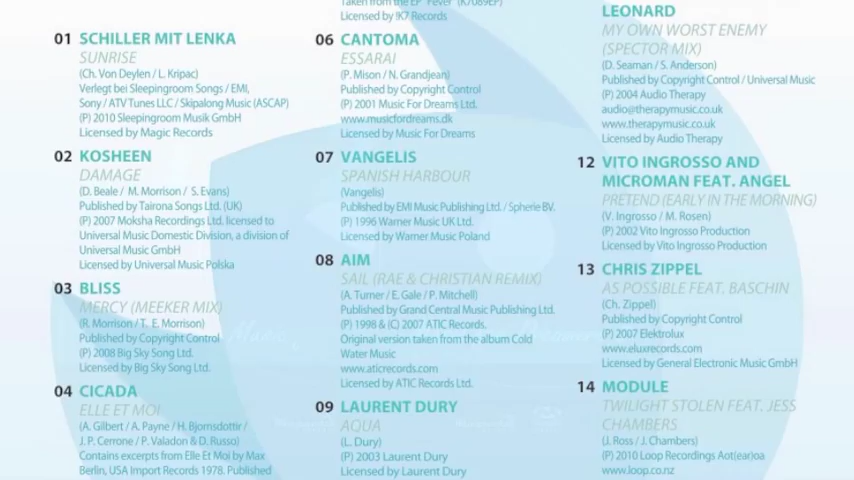 01 SCHILLER MIT LENKA
SUNRISE
(Ch. Von Deylen / L. Kripac)
Verlegt bei Sleepingroom Songs / EMI,
Sony / ATV Tunes LLC / Skipalong Music (ASCAP)
(P) 2010 Sleepingroom Musik GmbH
Licensed by Magic Records
02 KOSHEEN
DAMAGE
(D. Beale / M. Morrison / S. Evans)
Published by Tairona Songs Ltd. (UK)
(P) 2007 Moksha Recordings Ltd. licensed to
Universal Music Domestic Division, a division of
Universal Music GmbH
Licensed by Universal Music Polska
03 BLISS
MERCY (MEEKER MIX)
(R. Morrison / T. E. Morrison)
Published by Copyright Control
(P) 2008 Big Sky Song Ltd.
Licensed by Big Sky Song Ltd.
04 CICADA
ELLE ET MOI
(A. Gilbert / A. Payne / H. Bjornsdottir /
J. P. Cerrone / P. Valadon & D. Russo)
Contains excerpts from Elle Et Moi by Max
Berlin, USA Import Records 1978. Published
Taken from the EP "Fever" (K7089EP)
Licensed by !K7 Records
06 CANTOMA
ESSARAI
(P. Mison / N. Grandjean)
Published by Copyright Control
(P) 2001 Music For Dreams Ltd.
www.musicfordreams.dk
Licensed by Music For Dreams
07 VANGELIS
SPANISH HARBOUR
(Vangelis)
Published by EMI Music Publishing Ltd. / Spherie BV.
(P) 1996 Warner Music UK Ltd.
Licensed by Warner Music Poland
08 AIM
SAIL (RAE & CHRISTIAN REMIX)
(A. Turner / E. Gale / P. Mitchell)
Published by Grand Central Music Publishing Ltd.
(P) 1998 & (C) 2007 ATIC Records.
Original version taken from the album Cold
Water Music
www.aticrecords.com
Licensed by ATIC Records Ltd.
09 LAURENT DURY
AQUA
(L. Dury)
(P) 2003 Laurent Dury
Licensed by Laurent Dury
LEONARD
MY OWN WORST ENEMY
(SPECTOR MIX)
(D. Seaman / S. Anderson)
Published by Copyright Control / Universal Music
(P) 2004 Audio Therapy
audio@therapymusic.co.uk
www.therapymusic.co.uk
Licensed by Audio Therapy
12 VITO INGROSSO AND
MICROMAN FEAT. ANGEL
PRETEND (EARLY IN THE MORNING)
(V. Ingrosso / M. Rosen)
(P) 2002 Vito Ingrosso Production
Licensed by Vito Ingrosso Production
13 CHRIS ZIPPEL
AS POSSIBLE FEAT. BASCHIN
(Ch. Zippel)
Published by Copyright Control
(P) 2007 Elektrolux
www.eluxrecords.com
Licensed by General Electronic Music GmbH
14 MODULE
TWILIGHT STOLEN FEAT. JESS
CHAMBERS
(J. Ross / J. Chambers)
(P) 2010 Loop Recordings Aot(ear)oa
www.loop.co.nz